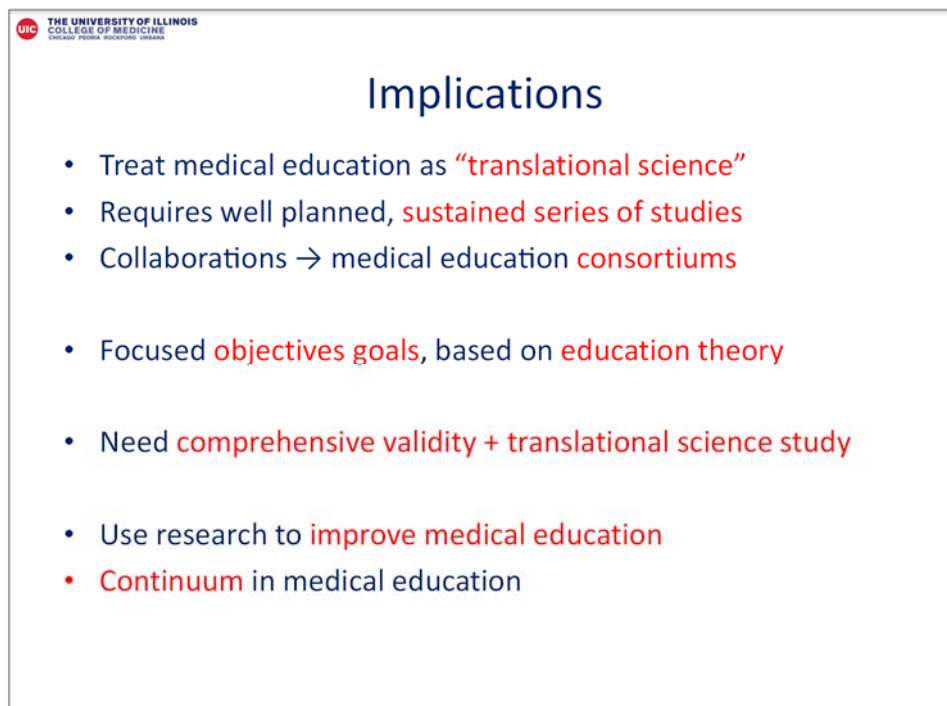 UIC
THE UNIVERSITY OF ILLINOIS
COLLEGE OF MEDICINE
CHICAGO PEORIA ROCKFORD URBANA
Implications
• Treat medical education as “translational science”
• Requires well planned, sustained series of studies
• Collaborations → medical education consortiums
• Focused objectives goals, based on education theory
• Need comprehensive validity + translational science study
• Use research to improve medical education
• Continuum in medical education